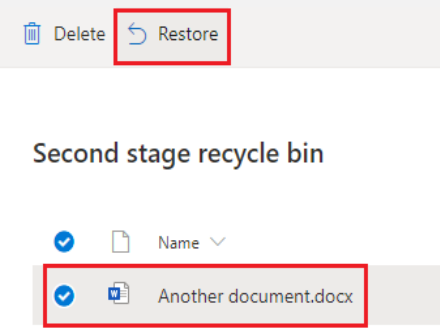 Delete Restore
Second stage recycle bin
Name
Another document.docx